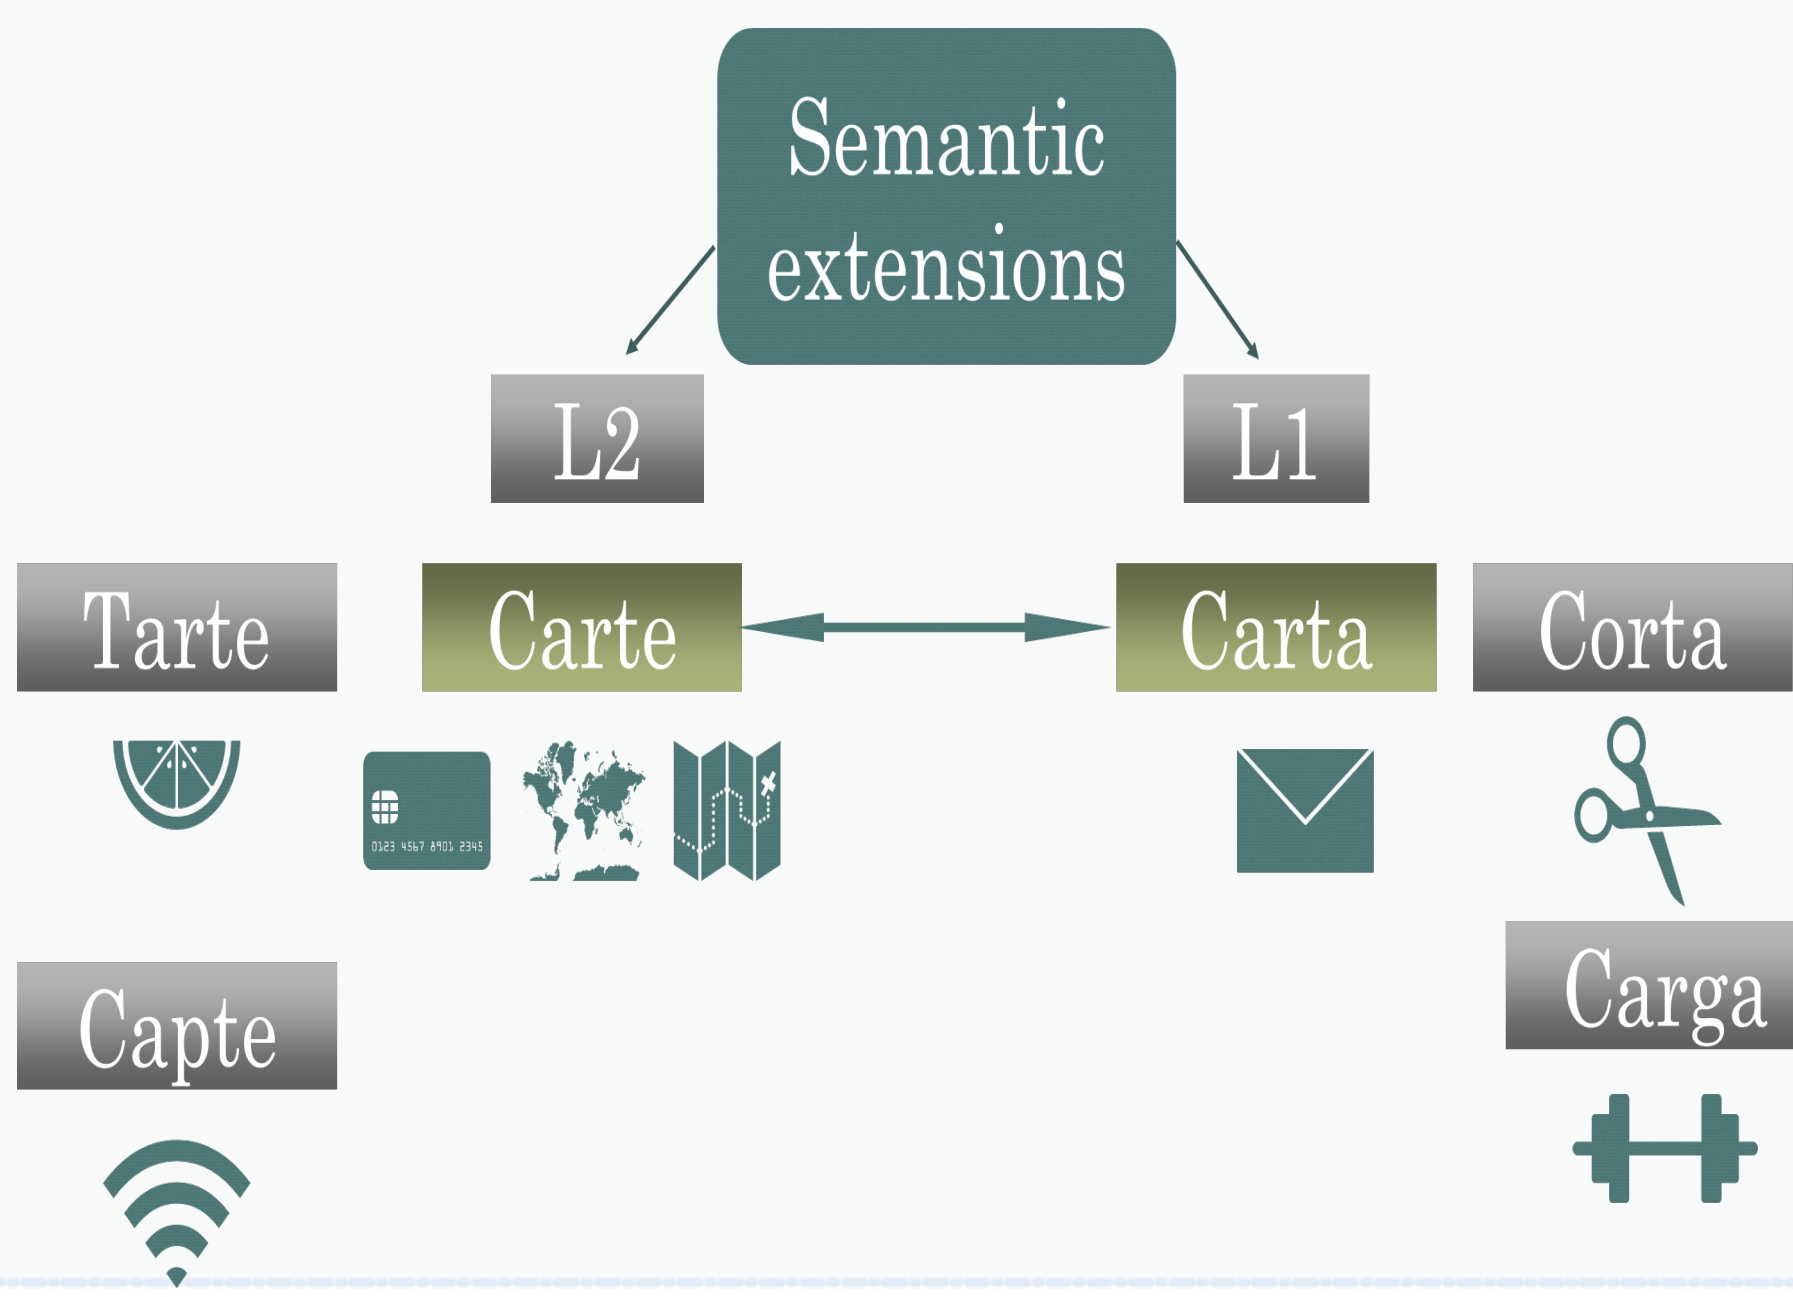 Semantic
extensions
L2
L1
Tarte
Carte
Carta
Corta
0123 4567 8901 2345
Capte
Carga